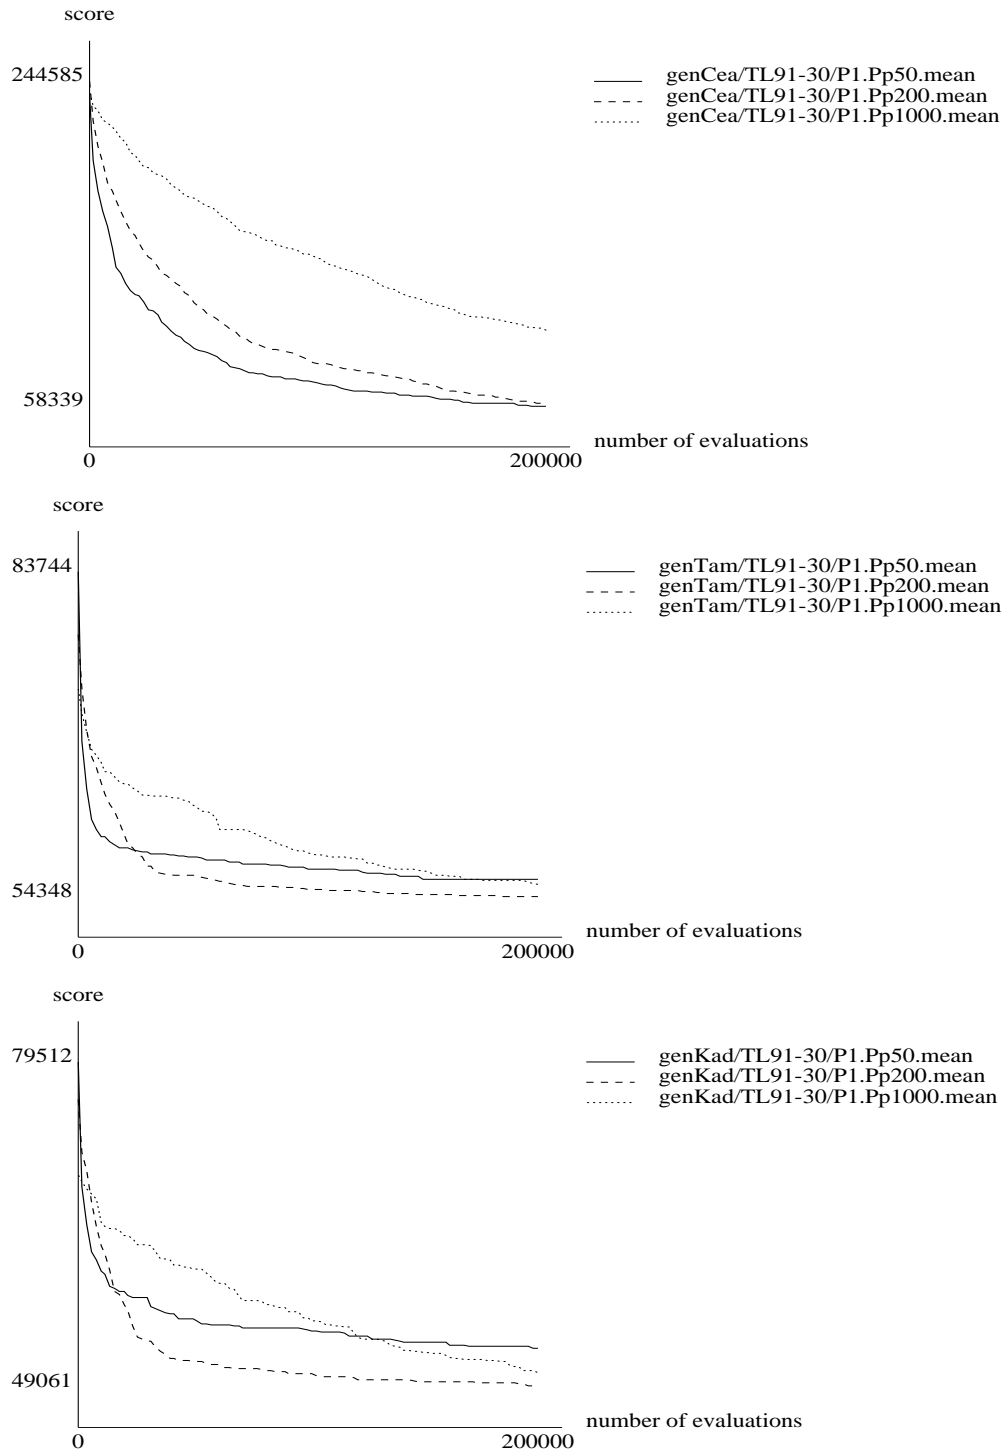 score
244585
genCea/TL91-30/P1.Pp50.mean
genCea/TL91-30/P1.Pp200.mean
genCea/TL91-30/P1.Pp1000.mean
58339
number of evaluations
0
200000
score
83744
genTam/TL91-30/P1.Pp50.mean
genTam/TL91-30/P1.Pp200.mean
genTam/TL91-30/P1.Pp1000.mean
54348
number of evaluations
0
200000
score
79512
genKad/TL91-30/P1.Pp50.mean
genKad/TL91-30/P1.Pp200.mean
genKad/TL91-30/P1.Pp1000.mean
49061
number of evaluations
0
200000